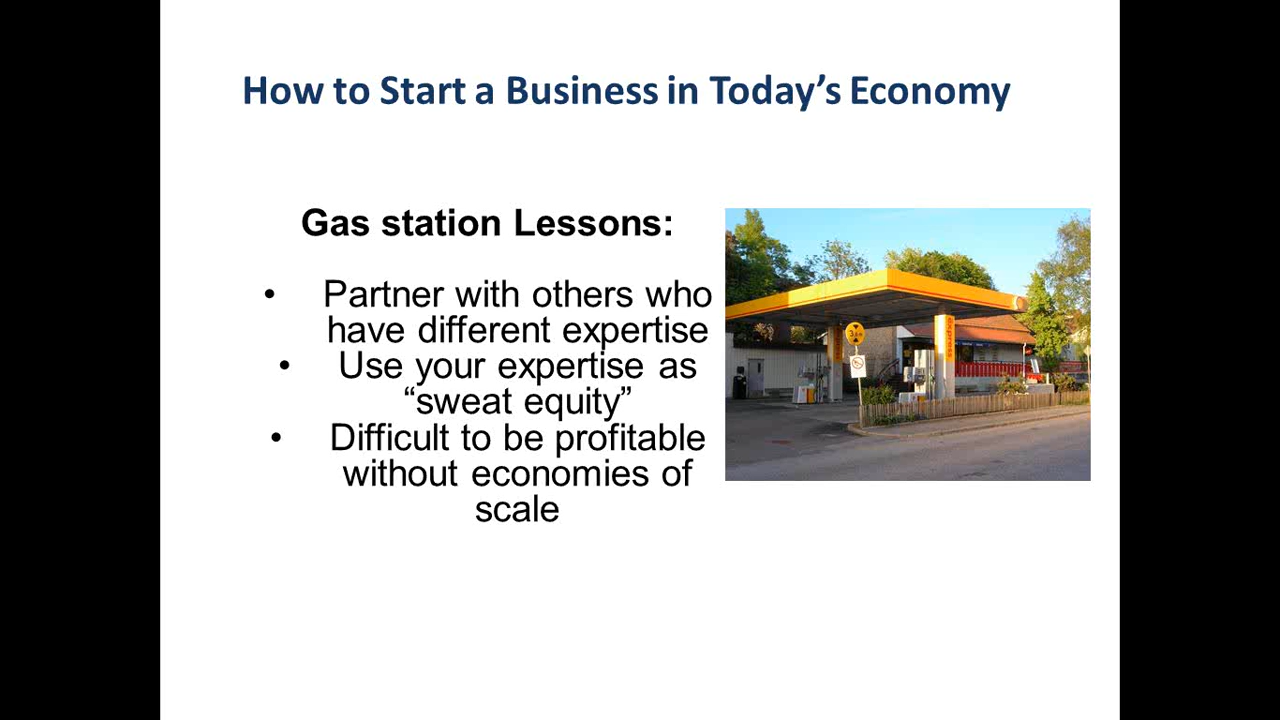 How to Start a Business in Today’s Economy
Gas station Lessons:
• Partner with others who
have different expertise
• Use your expertise as
“sweat equity”
• Difficult to be profitable
without economies of
scale